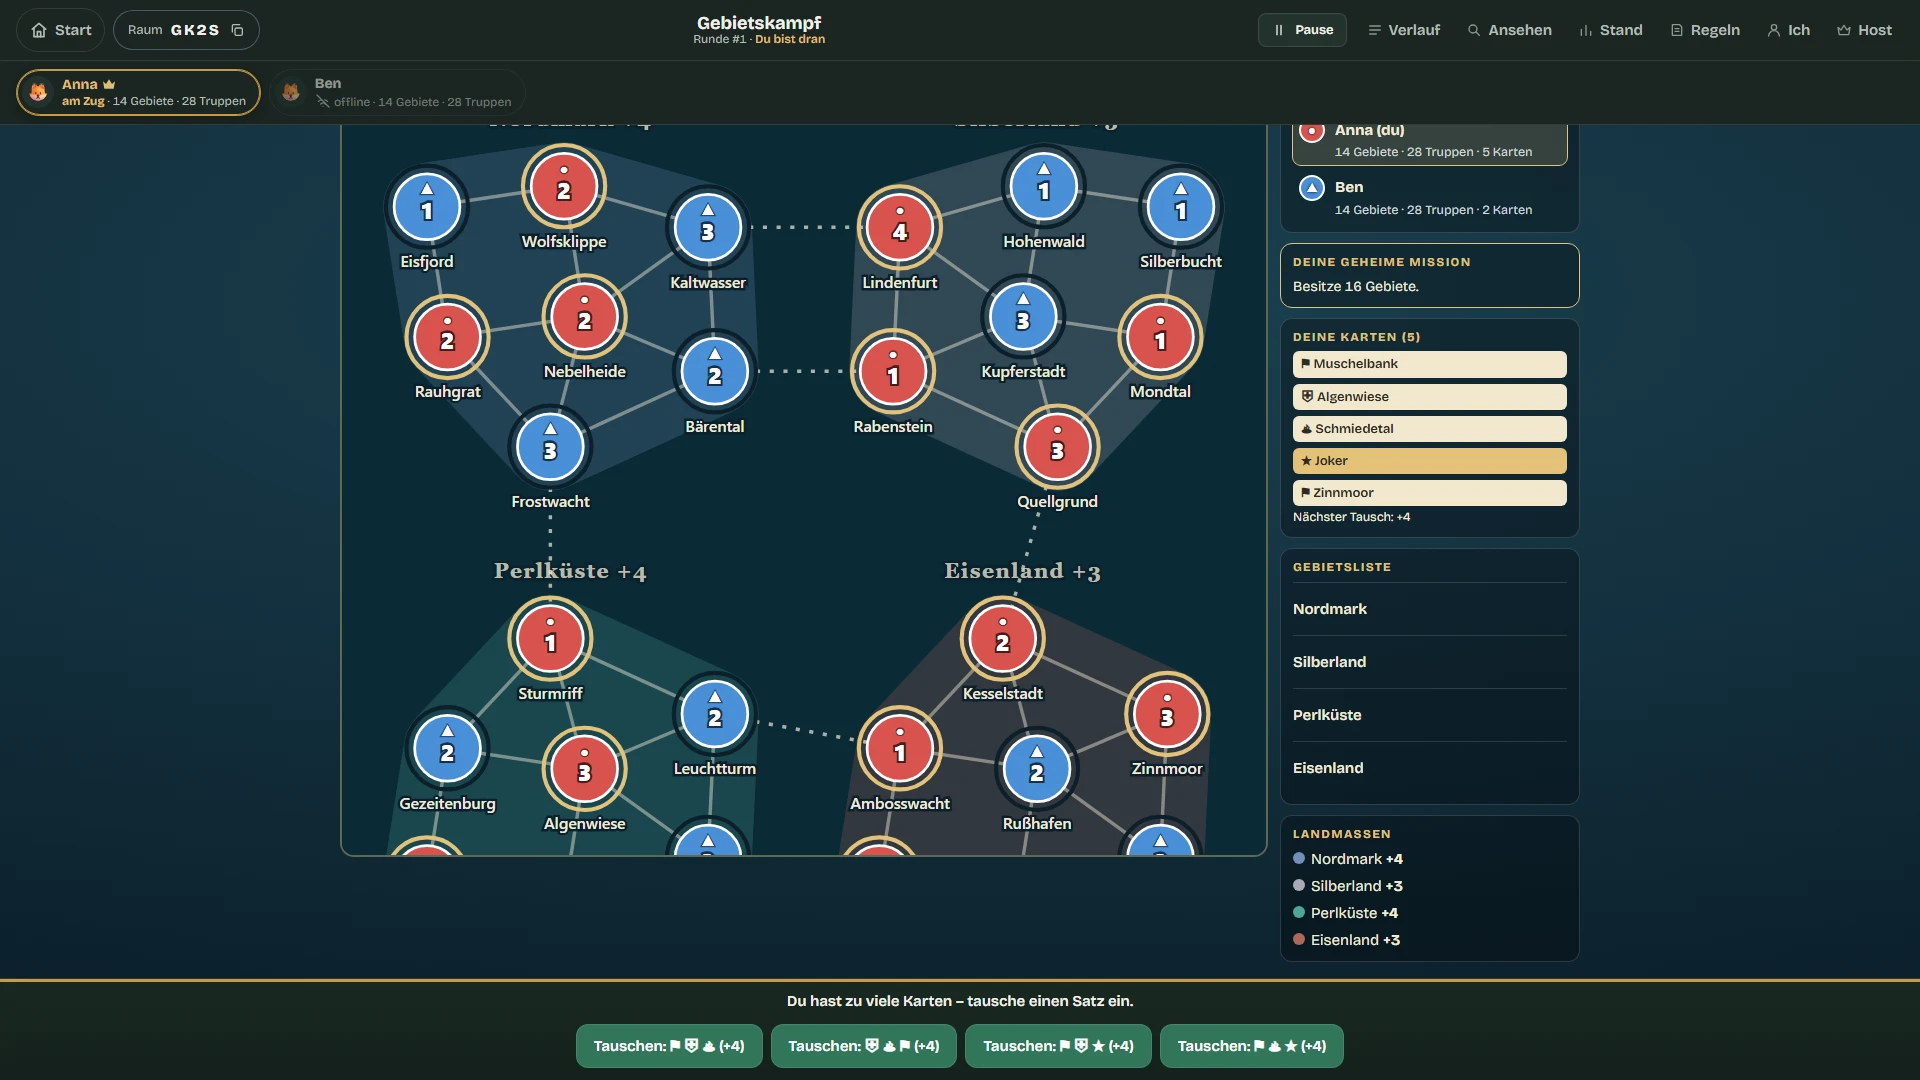 Start
Raum GK2S
Gebietskampf
Runde #1 · Du bist dran
Pause
Verlauf
Ansehen
Stand
Regeln
Ich
Host
Anna
am Zug · 14 Gebiete · 28 Truppen
Ben
offline · 14 Gebiete · 28 Truppen
1
Eisfjord
2
Wolfsklippe
3
Kaltwasser
2
Rauhgrat
2
Nebelheide
2
Bärental
3
Frostwacht
4
Lindenfurt
1
Hohenwald
1
Silberbucht
3
Kupferstadt
1
Mondtal
1
Rabenstein
3
Quellgrund
Perlküste +4
1
Sturmriff
2
Leuchtturm
2
Gezeitenburg
3
Algenwiese
Eisenland +3
2
Kesselstadt
3
Zinnmoor
1
Ambosswacht
2
Rußhafen
Anna (du)
14 Gebiete · 28 Truppen · 5 Karten
Ben
14 Gebiete · 28 Truppen · 2 Karten
DEINE GEHEIME MISSION
Besitze 16 Gebiete.
DEINE KARTEN (5)
Muschelbank
Algenwiese
Schmiedetal
★ Joker
Zinnmoor
Nächster Tausch: +4
GEBIETSLISTE
Nordmark
Silberland
Perlküste
Eisenland
LANDMASSEN
Nordmark +4
Silberland +3
Perlküste +4
Eisenland +3
Du hast zu viele Karten – tausche einen Satz ein.
Tauschen: (+4)
Tauschen: (+4)
Tauschen: ★ (+4)
Tauschen: ★ (+4)